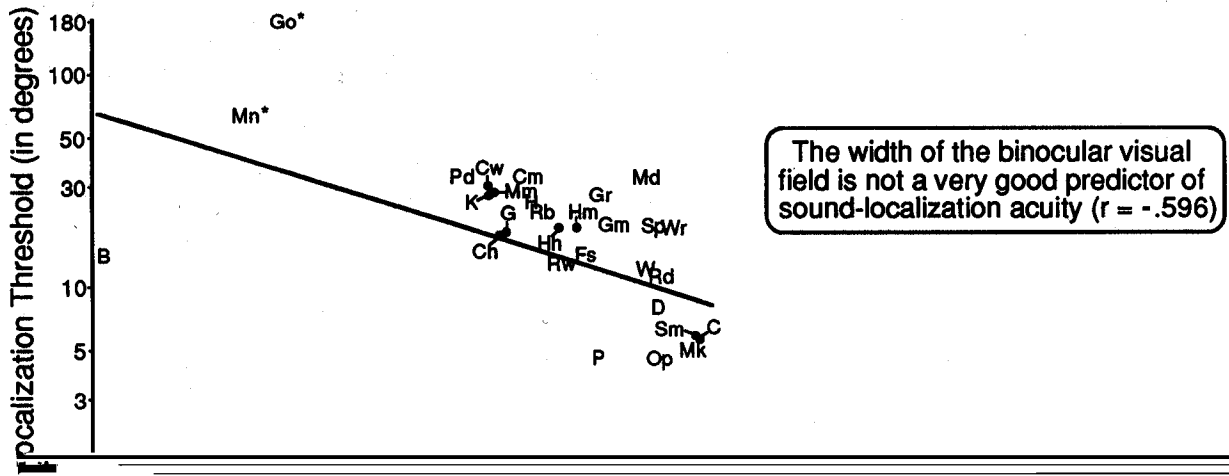 ocalization Threshold (in degrees)
180
100
50
30
10
5
3
Go*
Mn*
B
Pd
Cw
K
Mm
Cm
G
Rb
Hm
Gr
Md
Gm
Sp
Wr
Ch
Hh
Rw
Fs
W
Rd
D
Sm
C
Mk
P
Op
The width of the binocular visual
field is not a very good predictor of
sound-localization acuity (r = -.596)